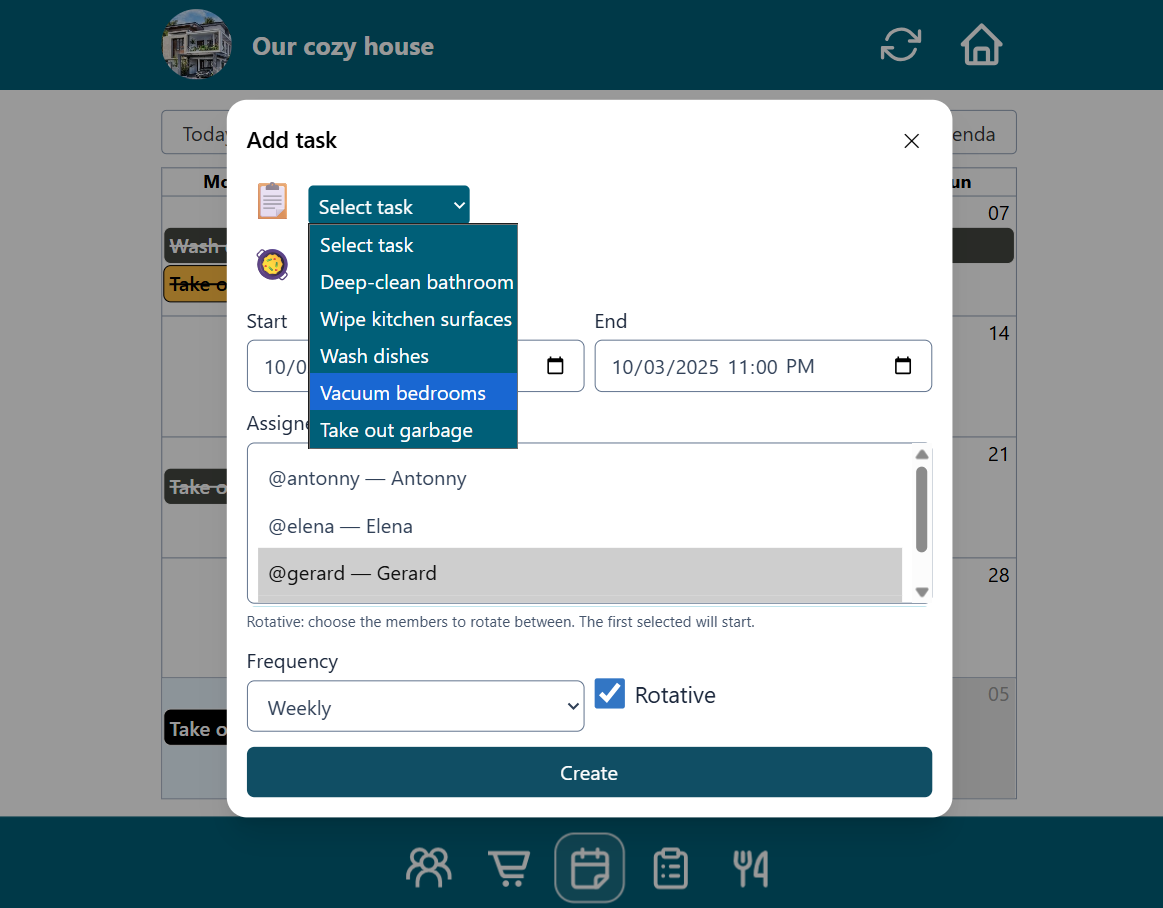 Our cozy house
Today
enda
Mo
un
07
Wash
Take o
14
21
Take o
28
05
Take o
Add task
Select task
Select task
Deep-clean bathroom
Wipe kitchen surfaces
Wash dishes
Vacuum bedrooms
Take out garbage
Start
End
10/0
10/03/2025 11:00 PM
Assigne
@antonny — Antonny
@elena — Elena
@gerard — Gerard
Rotative: choose the members to rotate between. The first selected will start.
Frequency
Weekly
Rotative
Create